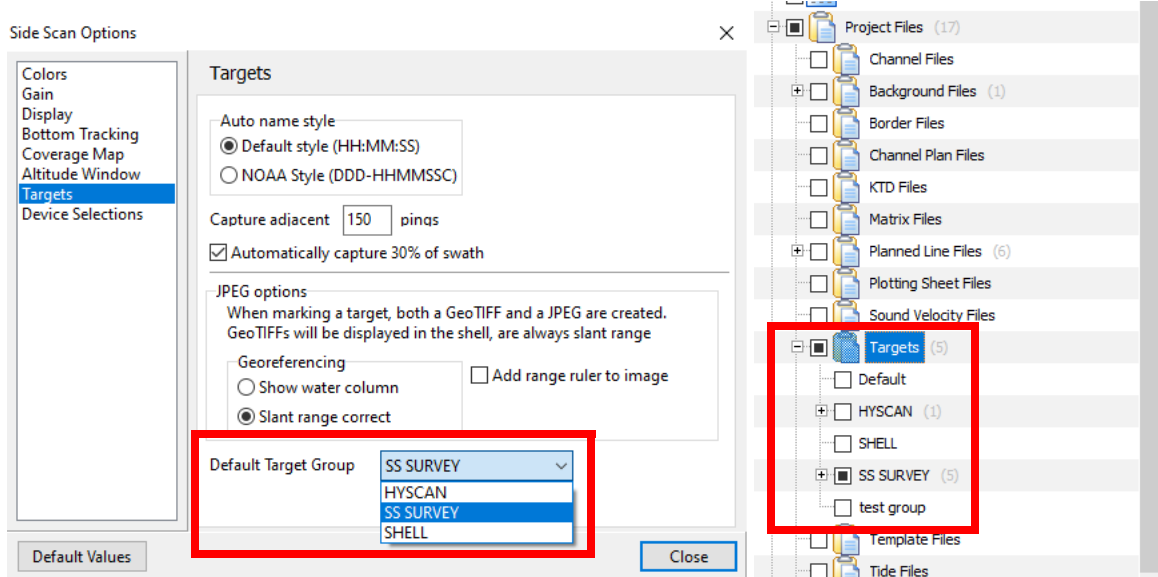 Side Scan Options
Colors
Gain
Display
Bottom Tracking
Coverage Map
Altitude Window
Targets
Device Selections
Targets
Auto name style
Default style (HH:MM:SS)
NOAA Style (DDD-HHMMSSC)
Capture adjacent 150 pings
Automatically capture 30% of swath
JPEG options
When marking a target, both a GeoTIFF and a JPEG are created.
GeoTIFFs will be displayed in the shell, are always slant range
Georeferencing
Show water column
Slant range correct
Add range ruler to image
Default Target Group SS SURVEY
HYSCAN
SS SURVEY
SHELL
Default Values
Close
Project Files (17)
Channel Files
Background Files (1)
Border Files
Channel Plan Files
KTD Files
Matrix Files
Planned Line Files (6)
Plotting Sheet Files
Sound Velocity Files
Targets (5)
Default
HYSCAN (1)
SHELL
SS SURVEY (5)
test group
Template Files
Tide Files